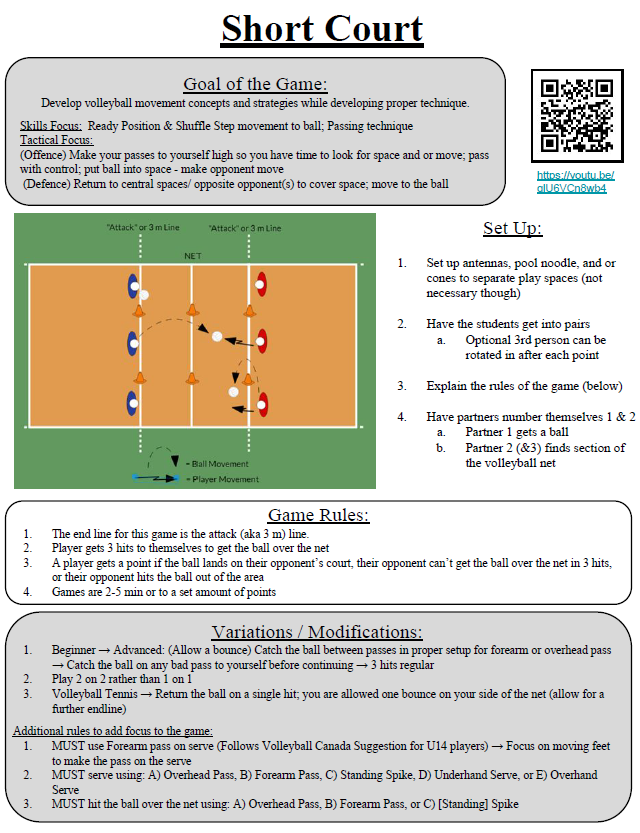 Short Court
Goal of the Game:
Develop volleyball movement concepts and strategies while developing proper technique.
Skills Focus: Ready Position & Shuffle Step movement to ball; Passing technique
Tactical Focus:
(Offence) Make your passes to yourself high so you have time to look for space and or move; pass
with control; put ball into space - make opponent move
(Defence) Return to central spaces/ opposite opponent(s) to cover space; move to the ball
https://youtu.be/
qlU6VCn8wb4
"Attack" or 3 m Line
"Attack" or 3 m Line
NET
= Ball Movement
= Player Movement
Set Up:
1. Set up antennas, pool noodle, and or
cones to separate play spaces (not
necessary though)
2. Have the students get into pairs
a. Optional 3rd person can be
rotated in after each point
3. Explain the rules of the game (below)
4. Have partners number themselves 1 & 2
a. Partner 1 gets a ball
b. Partner 2 (&3) finds section of
the volleyball net
Game Rules:
1. The end line for this game is the attack (aka 3 m) line.
2. Player gets 3 hits to themselves to get the ball over the net
3. A player gets a point if the ball lands on their opponent's court, their opponent can't get the ball over the net in 3 hits,
or their opponent hits the ball out of the area
4. Games are 2-5 min or to a set amount of points
Variations / Modifications:
1. Beginner → Advanced: (Allow a bounce) Catch the ball between passes in proper setup for forearm or overhead pass
→ Catch the ball on any bad pass to yourself before continuing → 3 hits regular
2. Play 2 on 2 rather than 1 on 1
3. Volleyball Tennis → Return the ball on a single hit; you are allowed one bounce on your side of the net (allow for a
further endline)
Additional rules to add focus to the game:
1. MUST use Forearm pass on serve (Follows Volleyball Canada Suggestion for U14 players) → Focus on moving feet
to make the pass on the serve
2. MUST serve using: A) Overhead Pass, B) Forearm Pass, C) Standing Spike, D) Underhand Serve, or E) Overhand
Serve
3. MUST hit the ball over the net using: A) Overhead Pass, B) Forearm Pass, or C) [Standing] Spike